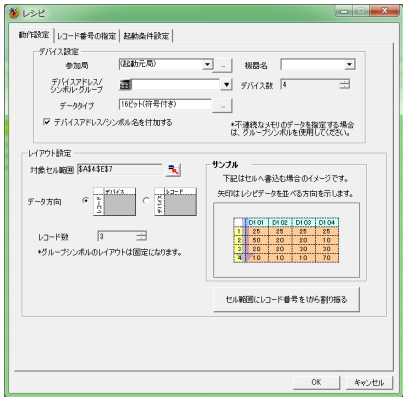 レシピ
動作設定 レコード番号の指定 起動条件設定
デバイス設定
参加局 (起動元局) ... 機器名
デバイスアドレス/
シンボル・グループ デバイス数 4
データタイプ 16ビット(符号付き) ...
デバイスアドレス/シンボル名を付加する
*不連続なメモリのデータを指定する場合
は、グループシンボルを使用してください。
レイアウト設定
対象セル範囲 $A$4:$E$7
データ方向 デバイス レコード
レコード数 3
*グループシンボルのレイアウトは固定になります。
サンプル
下記はセルへ書込む場合のイメージです。
矢印はレシピデータを並べる方向を示します。
D101 D102 D103 D104
1 25 25 25 25
2 50 20 20 10
3 20 20 30 30
4 10 10 10 70
セル範囲にレコード番号を1から割り振る
OK キャンセル